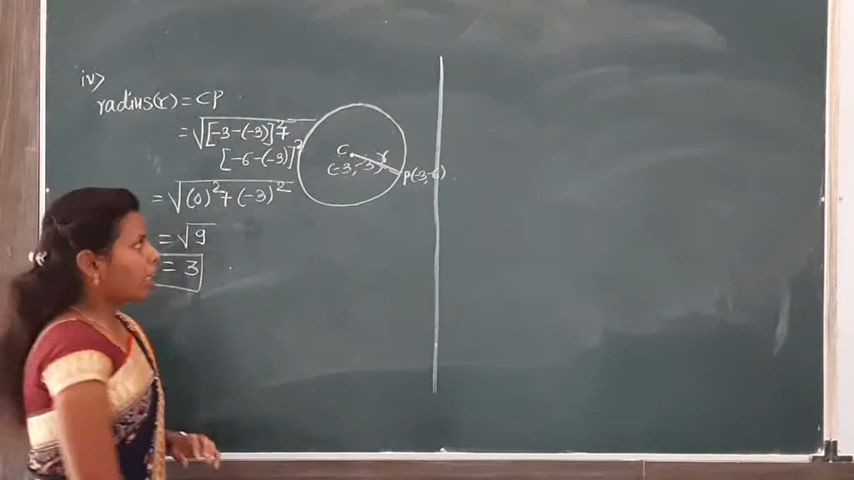 iv>
radius(r) = CP
= √[-3-(-3)]²+
[-6-(-3)]²
= √(0)²+(-3)²
= √9
= 3
C
(-3,-3)
r
P(-3,-6)